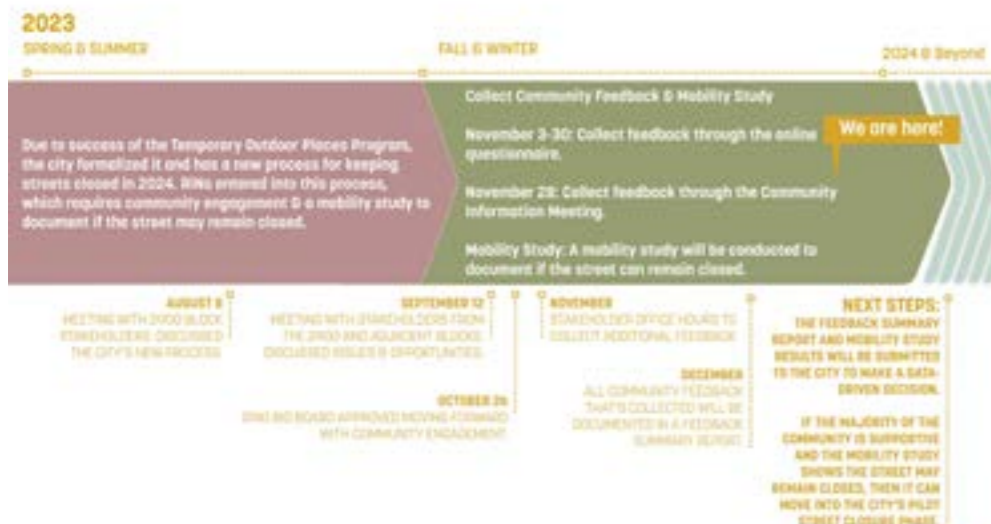 2023
SPRING & SUMMER
FALL & WINTER
2024 & Beyond
Due to success of the Temporary Outdoor Places Program,
the city formalized it and has a new process for keeping
streets closed in 2024. RiNo entered into this process,
which requires community engagement & a mobility study to
document if the street may remain closed.
Collect Community Feedback & Mobility Study
November 3-30: Collect feedback through the online
questionnaire.
November 28: Collect feedback through the Community
Information Meeting.
Mobility Study: A mobility study will be conducted to
document if the street can remain closed.
We are here!
AUGUST
MEETING WITH 2900 BLOCK
STAKEHOLDERS. DISCUSSED
THE CITY'S NEW PROCESS.
SEPTEMBER 12
MEETING WITH STAKEHOLDERS FROM
THE 2900 AND ADJACENT BLOCKS.
DISCUSSED ISSUES & OPPORTUNITIES.
OCTOBER
RINO BID BOARD APPROVED MOVING FORWARD
WITH COMMUNITY ENGAGEMENT
NOVEMBER
STAKEHOLDER OFFICE HOURS TO
COLLECT ADDITIONAL FEEDBACK
DECEMBER
ALL COMMUNITY FEEDBACK
THAT'S COLLECTED WILL BE
DOCUMENTED IN A FEEDBACK
SUMMARY REPORT
NEXT STEPS:
THE FEEDBACK SUMMARY
REPORT AND MOBILITY STUDY
RESULTS WILL BE SUBMITTED
TO THE CITY TO MAKE A DATA-
DRIVEN DECISION.
IF THE MAJORITY OF THE
COMMUNITY IS SUPPORTIVE
AND THE MOBILITY STUDY
SHOWS THE STREET MAY
REMAIN CLOSED, THEN IT CAN
MOVE INTO THE CITY'S PILOT
STREET CLOSURE PHASE.